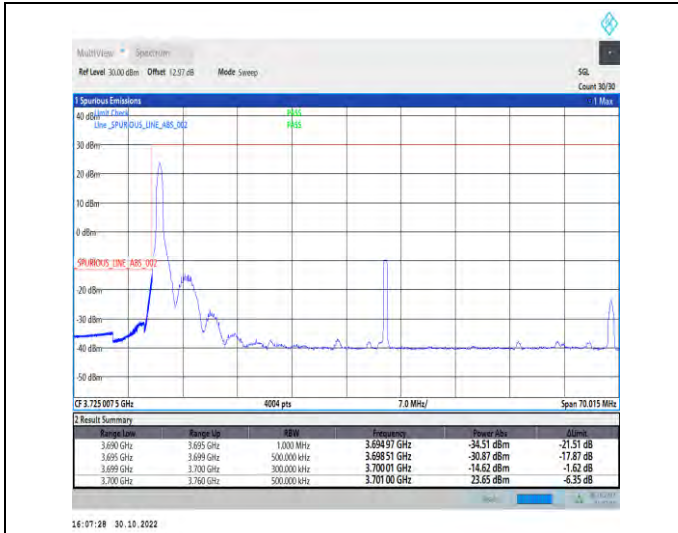 MultiView Spectrum
Ref Level 30.00 dBm Offset 12.97 dB Mode Sweep SGL
Count 30/30
1 Spurious Emissions 1 Max
40 dBm Limit Check PASS
Line _SPURIOUS_LINE_ABS_002 PASS
30 dBm
20 dBm
10 dBm
0 dBm
_SPURIOUS_LINE_ABS_002
-20 dBm
-30 dBm
-40 dBm
-50 dBm
CF 3.725 007 5 GHz 4004 pts 7.0 MHz/ Span 70.015 MHz
2 Result Summary
Range Low Range Up RBW Frequency Power Abs ΔLimit
3.690 GHz 3.695 GHz 1.000 MHz 3.694 97 GHz -34.51 dBm -21.51 dB
3.695 GHz 3.699 GHz 500.000 kHz 3.698 51 GHz -30.87 dBm -17.87 dB
3.699 GHz 3.700 GHz 300.000 kHz 3.700 01 GHz -14.62 dBm -1.62 dB
3.700 GHz 3.760 GHz 500.000 kHz 3.701 00 GHz 23.65 dBm -6.35 dB
16:07:28 30.10.2022